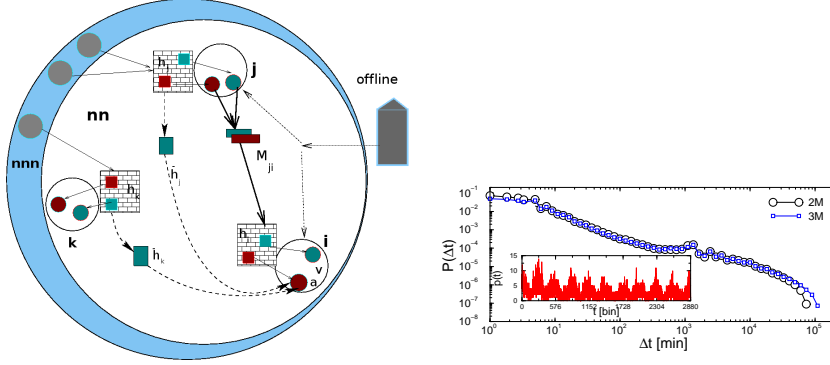 h
j
j
offline
nn
nnn
M
ji
h̄
j
h
k
k
h̄
k
h
i
i
v
a
10⁻¹
10⁻²
10⁻³
10⁻⁴
10⁻⁵
10⁻⁶
10⁻⁷
10⁻⁸
P(Δt)
2M
3M
15
10
5
0
p(t)
0 576 1152 1728 2304 2880
t [bin]
10⁰ 10¹ 10² 10³ 10⁴ 10⁵
Δt [min]